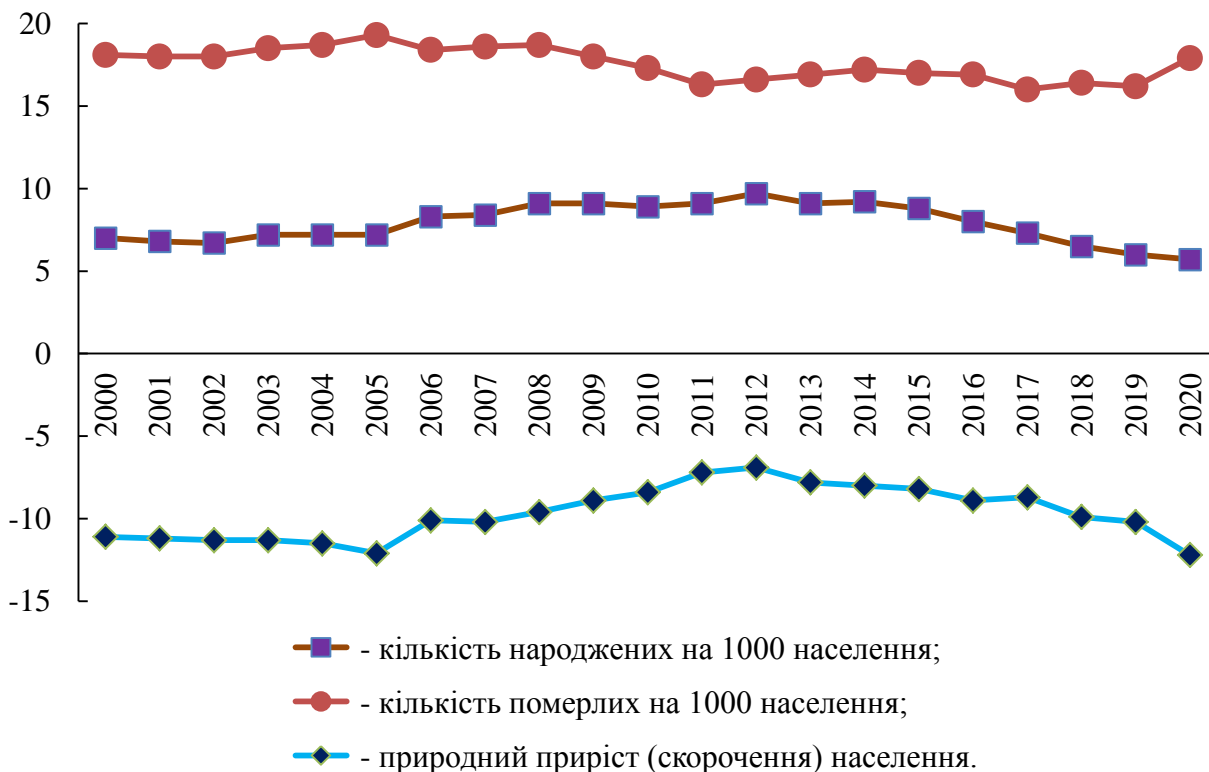 20
15
10
5
0
2000 2001 2002 2003 2004 2005 2006 2007 2008 2009 2010 2011 2012 2013 2014 2015 2016 2017 2018 2019 2020
-5
-10
-15
- кількість народжених на 1000 населення;
- кількість померлих на 1000 населення;
- природний приріст (скорочення) населення.